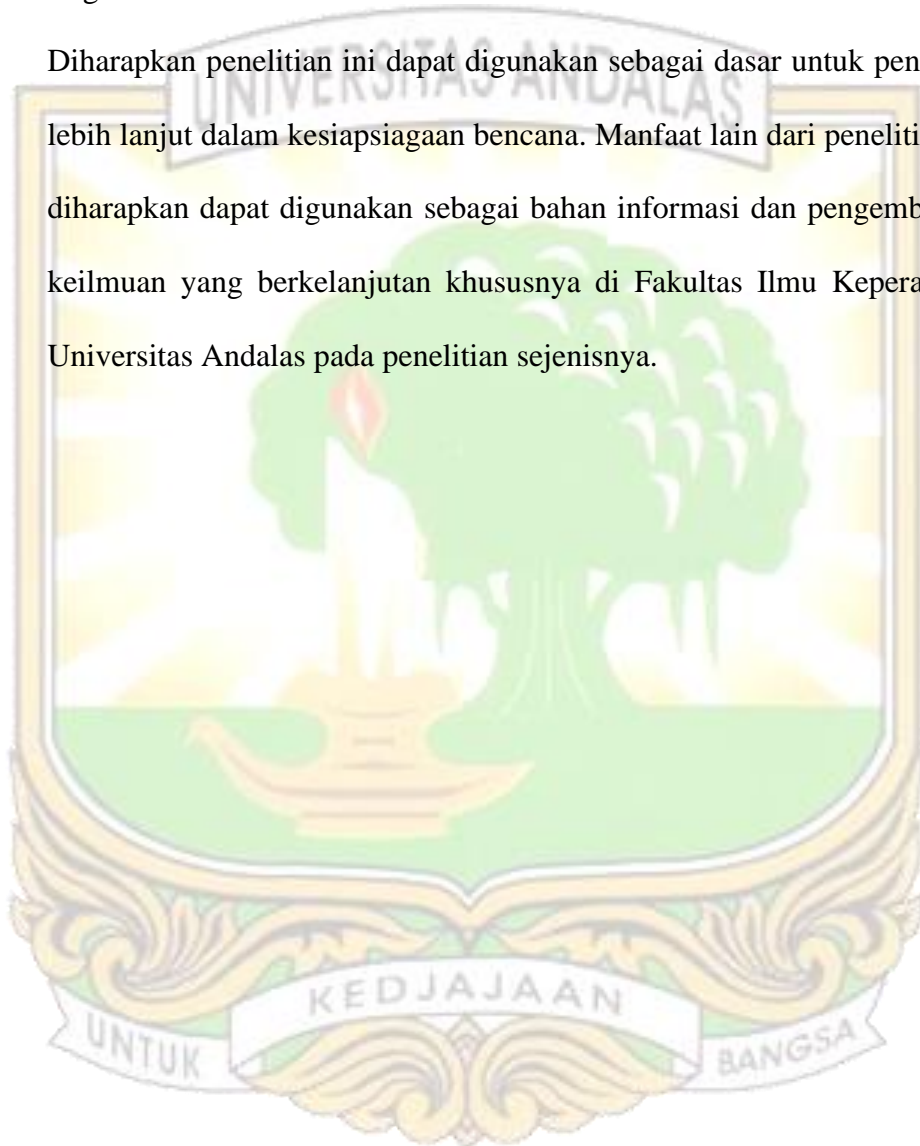 UNIVERSITAS ANDALAS
Diharapkan penelitian ini dapat digunakan sebagai dasar untuk pen
lebih lanjut dalam kesiapsiagaan bencana. Manfaat lain dari peneliti
diharapkan dapat digunakan sebagai bahan informasi dan pengemb
keilmuan yang berkelanjutan khususnya di Fakultas Ilmu Kepera
Universitas Andalas pada penelitian sejenisnya.
KEDJAJAAN
UNTUK
BANGSA